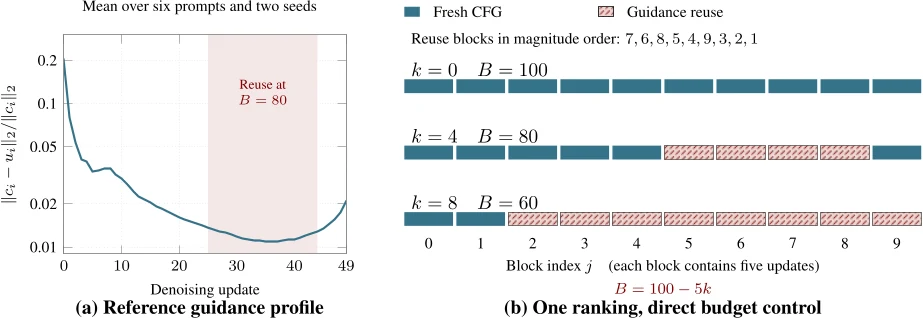 Mean over six prompts and two seeds
∥c_i − u_i∥_2/∥c_i∥_2
0.2
0.1
0.05
0.02
0.01
Reuse at
B = 80
0 10 20 30 40 49
Denoising update
(a) Reference guidance profile
Fresh CFG Guidance reuse
Reuse blocks in magnitude order: 7, 6, 8, 5, 4, 9, 3, 2, 1
k = 0 B = 100
k = 4 B = 80
k = 8 B = 60
0 1 2 3 4 5 6 7 8 9
Block index j (each block contains five updates)
B = 100 − 5k
(b) One ranking, direct budget control